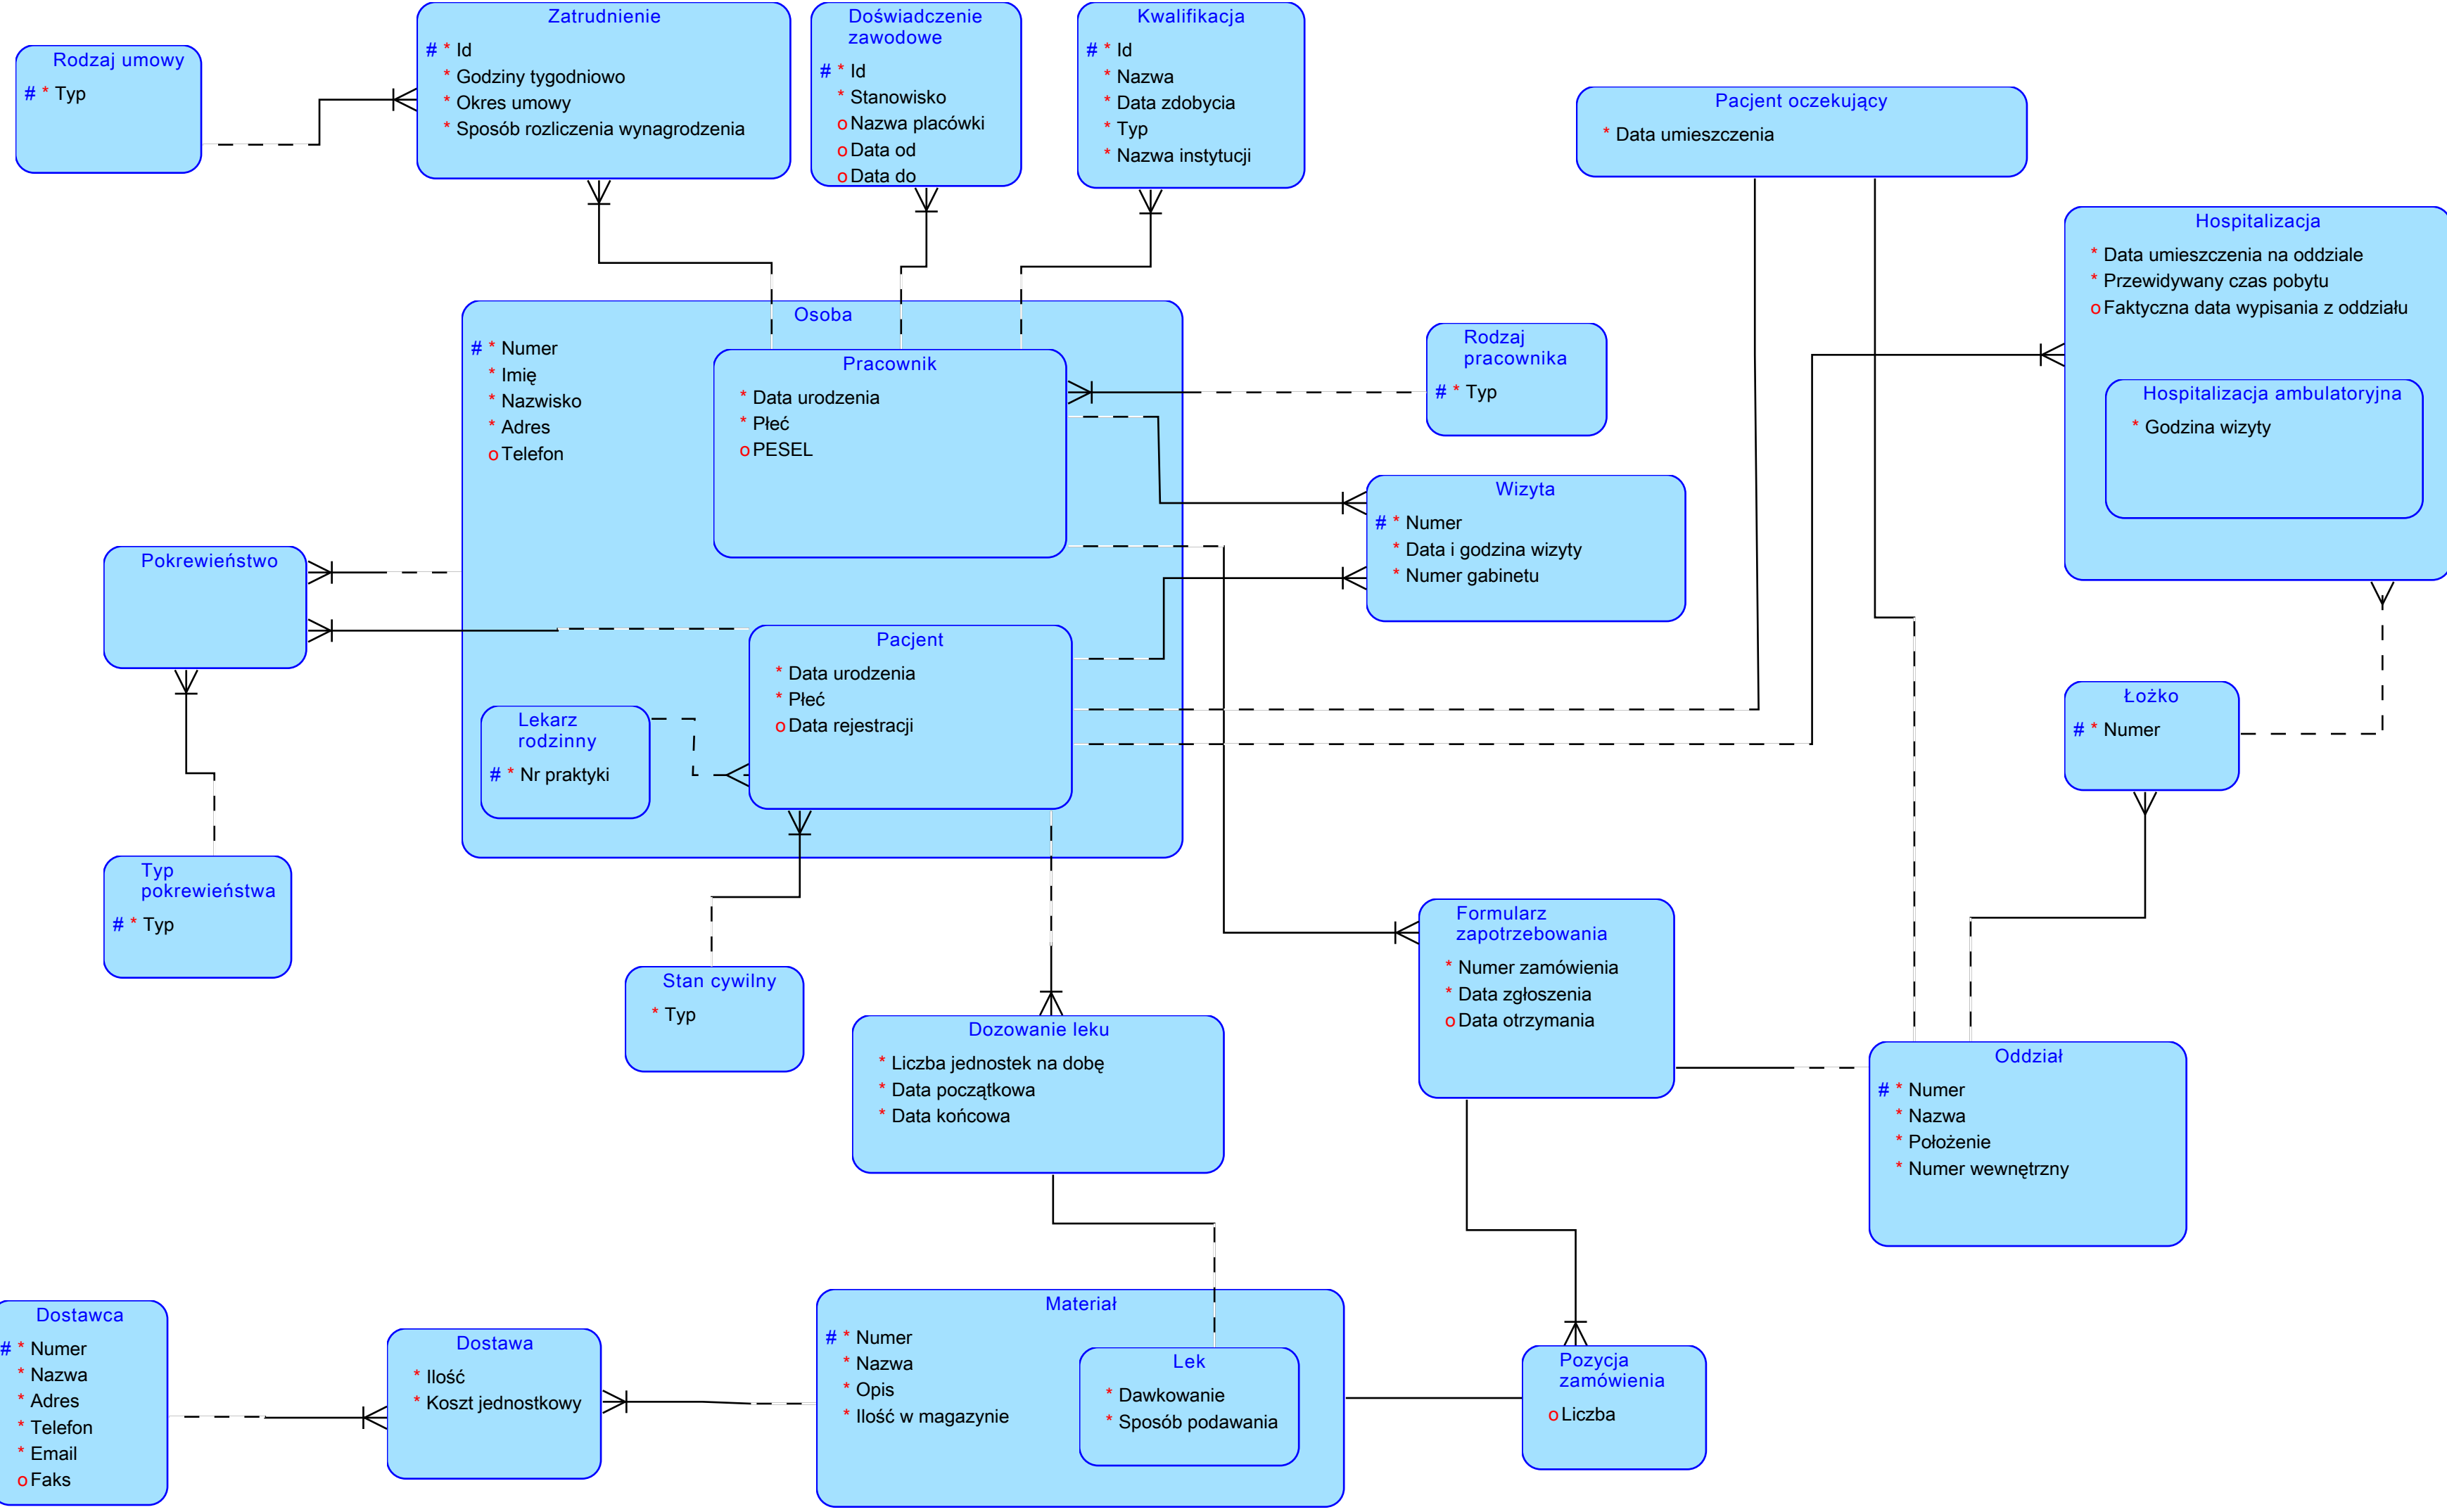 Zatrudnienie
# * Id
* Godziny tygodniowo
* Okres umowy
* Sposób rozliczenia wynagrodzenia
Doświadczenie
zawodowe
# * Id
* Stanowisko
o Nazwa placówki
o Data od
o Data do
Kwalifikacja
# * Id
* Nazwa
* Data zdobycia
* Typ
* Nazwa instytucji
Rodzaj umowy
# * Typ
Pacjent oczekujący
* Data umieszczenia
Hospitalizacja
* Data umieszczenia na oddziale
* Przewidywany czas pobytu
o Faktyczna data wypisania z oddziału
Hospitalizacja ambulatoryjna
* Godzina wizyty
Osoba
# * Numer
* Imię
* Nazwisko
* Adres
o Telefon
Pracownik
* Data urodzenia
* Płeć
o PESEL
Rodzaj
pracownika
# * Typ
Wizyta
# * Numer
* Data i godzina wizyty
* Numer gabinetu
Pokrewieństwo
Pacjent
* Data urodzenia
* Płeć
o Data rejestracji
Lekarz
rodzinny
# * Nr praktyki
Łożko
# * Numer
Typ
pokrewieństwa
# * Typ
Stan cywilny
* Typ
Formularz
zapotrzebowania
* Numer zamówienia
* Data zgłoszenia
o Data otrzymania
Dozowanie leku
* Liczba jednostek na dobę
* Data początkowa
* Data końcowa
Oddział
# * Numer
* Nazwa
* Położenie
* Numer wewnętrzny
Dostawca
# * Numer
* Nazwa
* Adres
* Telefon
* Email
o Faks
Dostawa
* Ilość
* Koszt jednostkowy
Materiał
# * Numer
* Nazwa
* Opis
* Ilość w magazynie
Lek
* Dawkowanie
* Sposób podawania
Pozycja
zamówienia
o Liczba